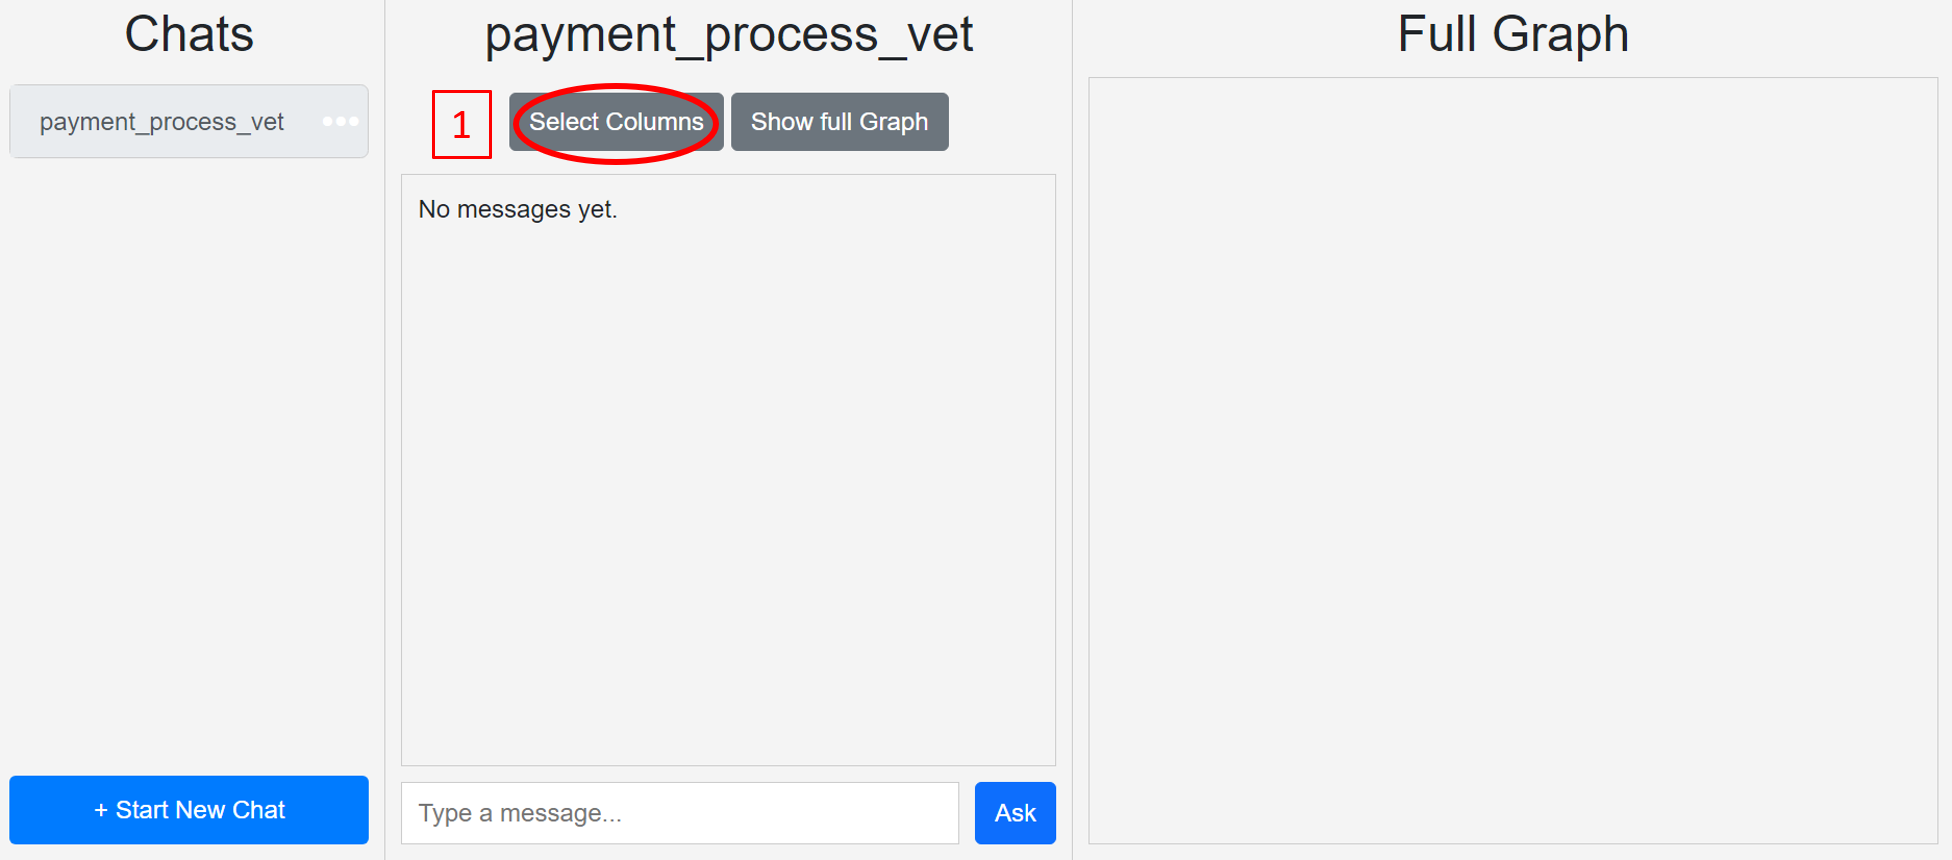 Chats
payment_process_vet
+ Start New Chat
payment_process_vet
1
Select Columns
Show full Graph
No messages yet.
Type a message...
Ask
Full Graph